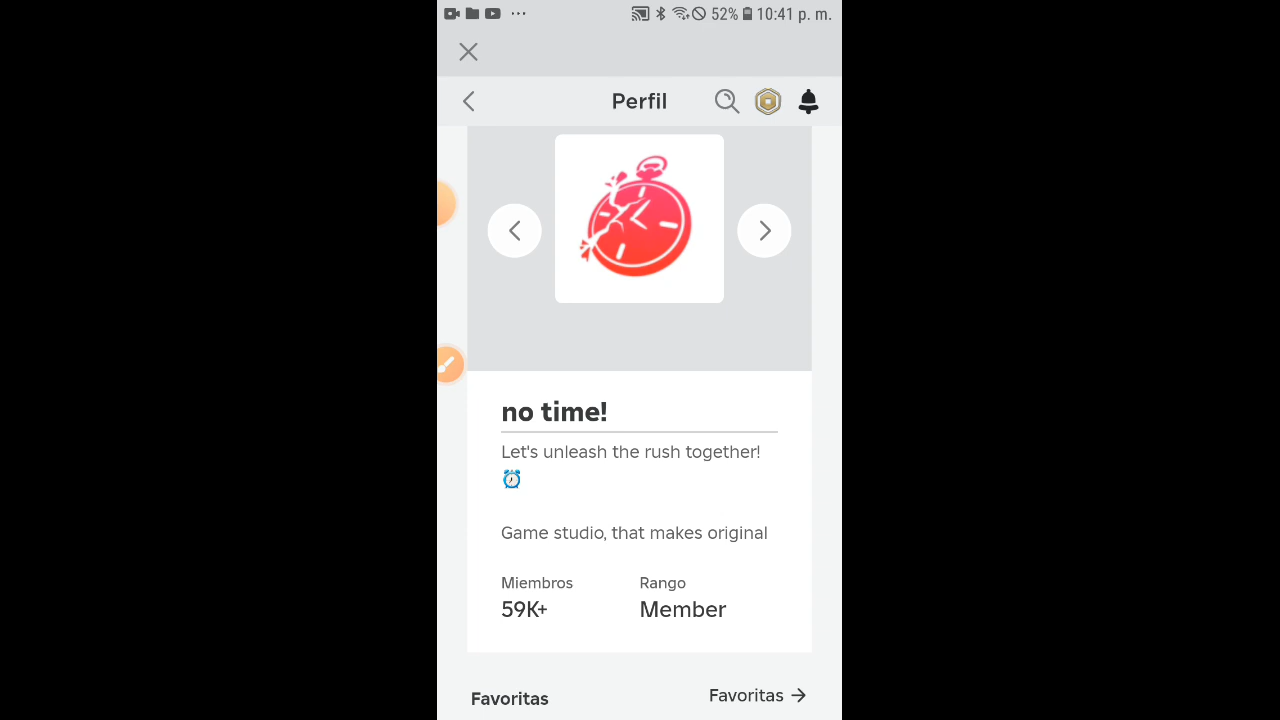 52% 10:41 p. m.
Perfil
no time!
Let's unleash the rush together!
⏰
Game studio, that makes original
Miembros Rango
59K+ Member
Favoritas Favoritas →